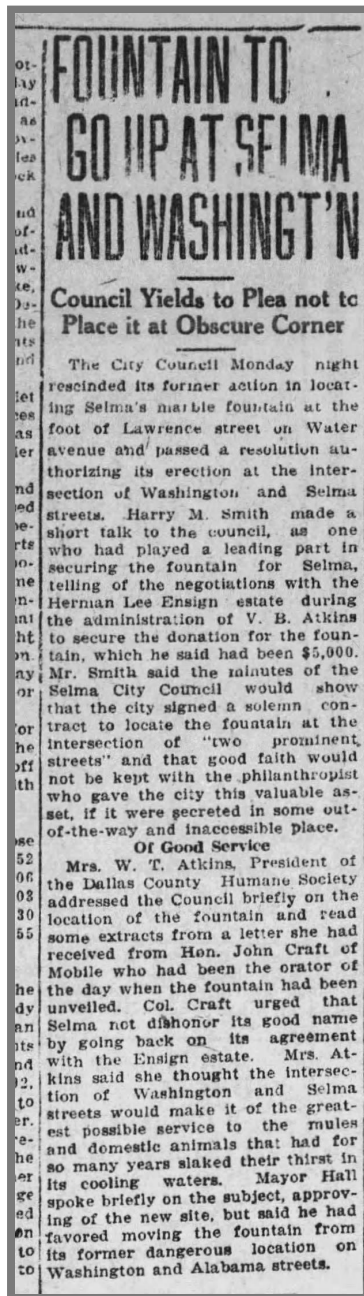 FOUNTAIN TO
GO UP AT SELMA
AND WASHINGT'N
Council Yields to Plea not to
Place it at Obscure Corner
The City Council Monday night
rescinded its former action in locat-
ing Selma's marble fountain at the
foot of Lawrence street on Water
avenue and passed a resolution au-
thorizing its erection at the inter-
section of Washington and Selma
streets. Harry M. Smith made a
short talk to the council, as one
who had played a leading part in
securing the fountain for Selma,
telling of the negotiations with the
Herman Lee Ensign estate during
the administration of V. B. Atkins
to secure the donation for the foun-
tain, which he said had been $5,000.
Mr. Smith said the minutes of the
Selma City Council would show
that the city signed a solemn con-
tract to locate the fountain at the
intersection of "two prominent
streets" and that good faith would
not be kept with the philanthropist
who gave the city this valuable as-
set, if it were secreted in some out-
of-the-way and inaccessible place.
Of Good Service
Mrs. W. T. Atkins, President of
the Dallas County Humane Society
addressed the Council briefly on the
location of the fountain and read
some extracts from a letter she had
received from Hon. John Craft of
Mobile who had been the orator of
the day when the fountain had been
unveiled. Col. Craft urged that
Selma not dishonor its good name
by going back on its agreement
with the Ensign estate. Mrs. At-
kins said she thought the intersec-
tion of Washington and Selma
streets would make it of the great-
est possible service to the mules
and domestic animals that had for
so many years slaked their thirst in
its cooling waters. Mayor Hall
spoke briefly on the subject, approv-
ing of the new site, but said he had
favored moving the fountain from
its former dangerous location on
Washington and Alabama streets.